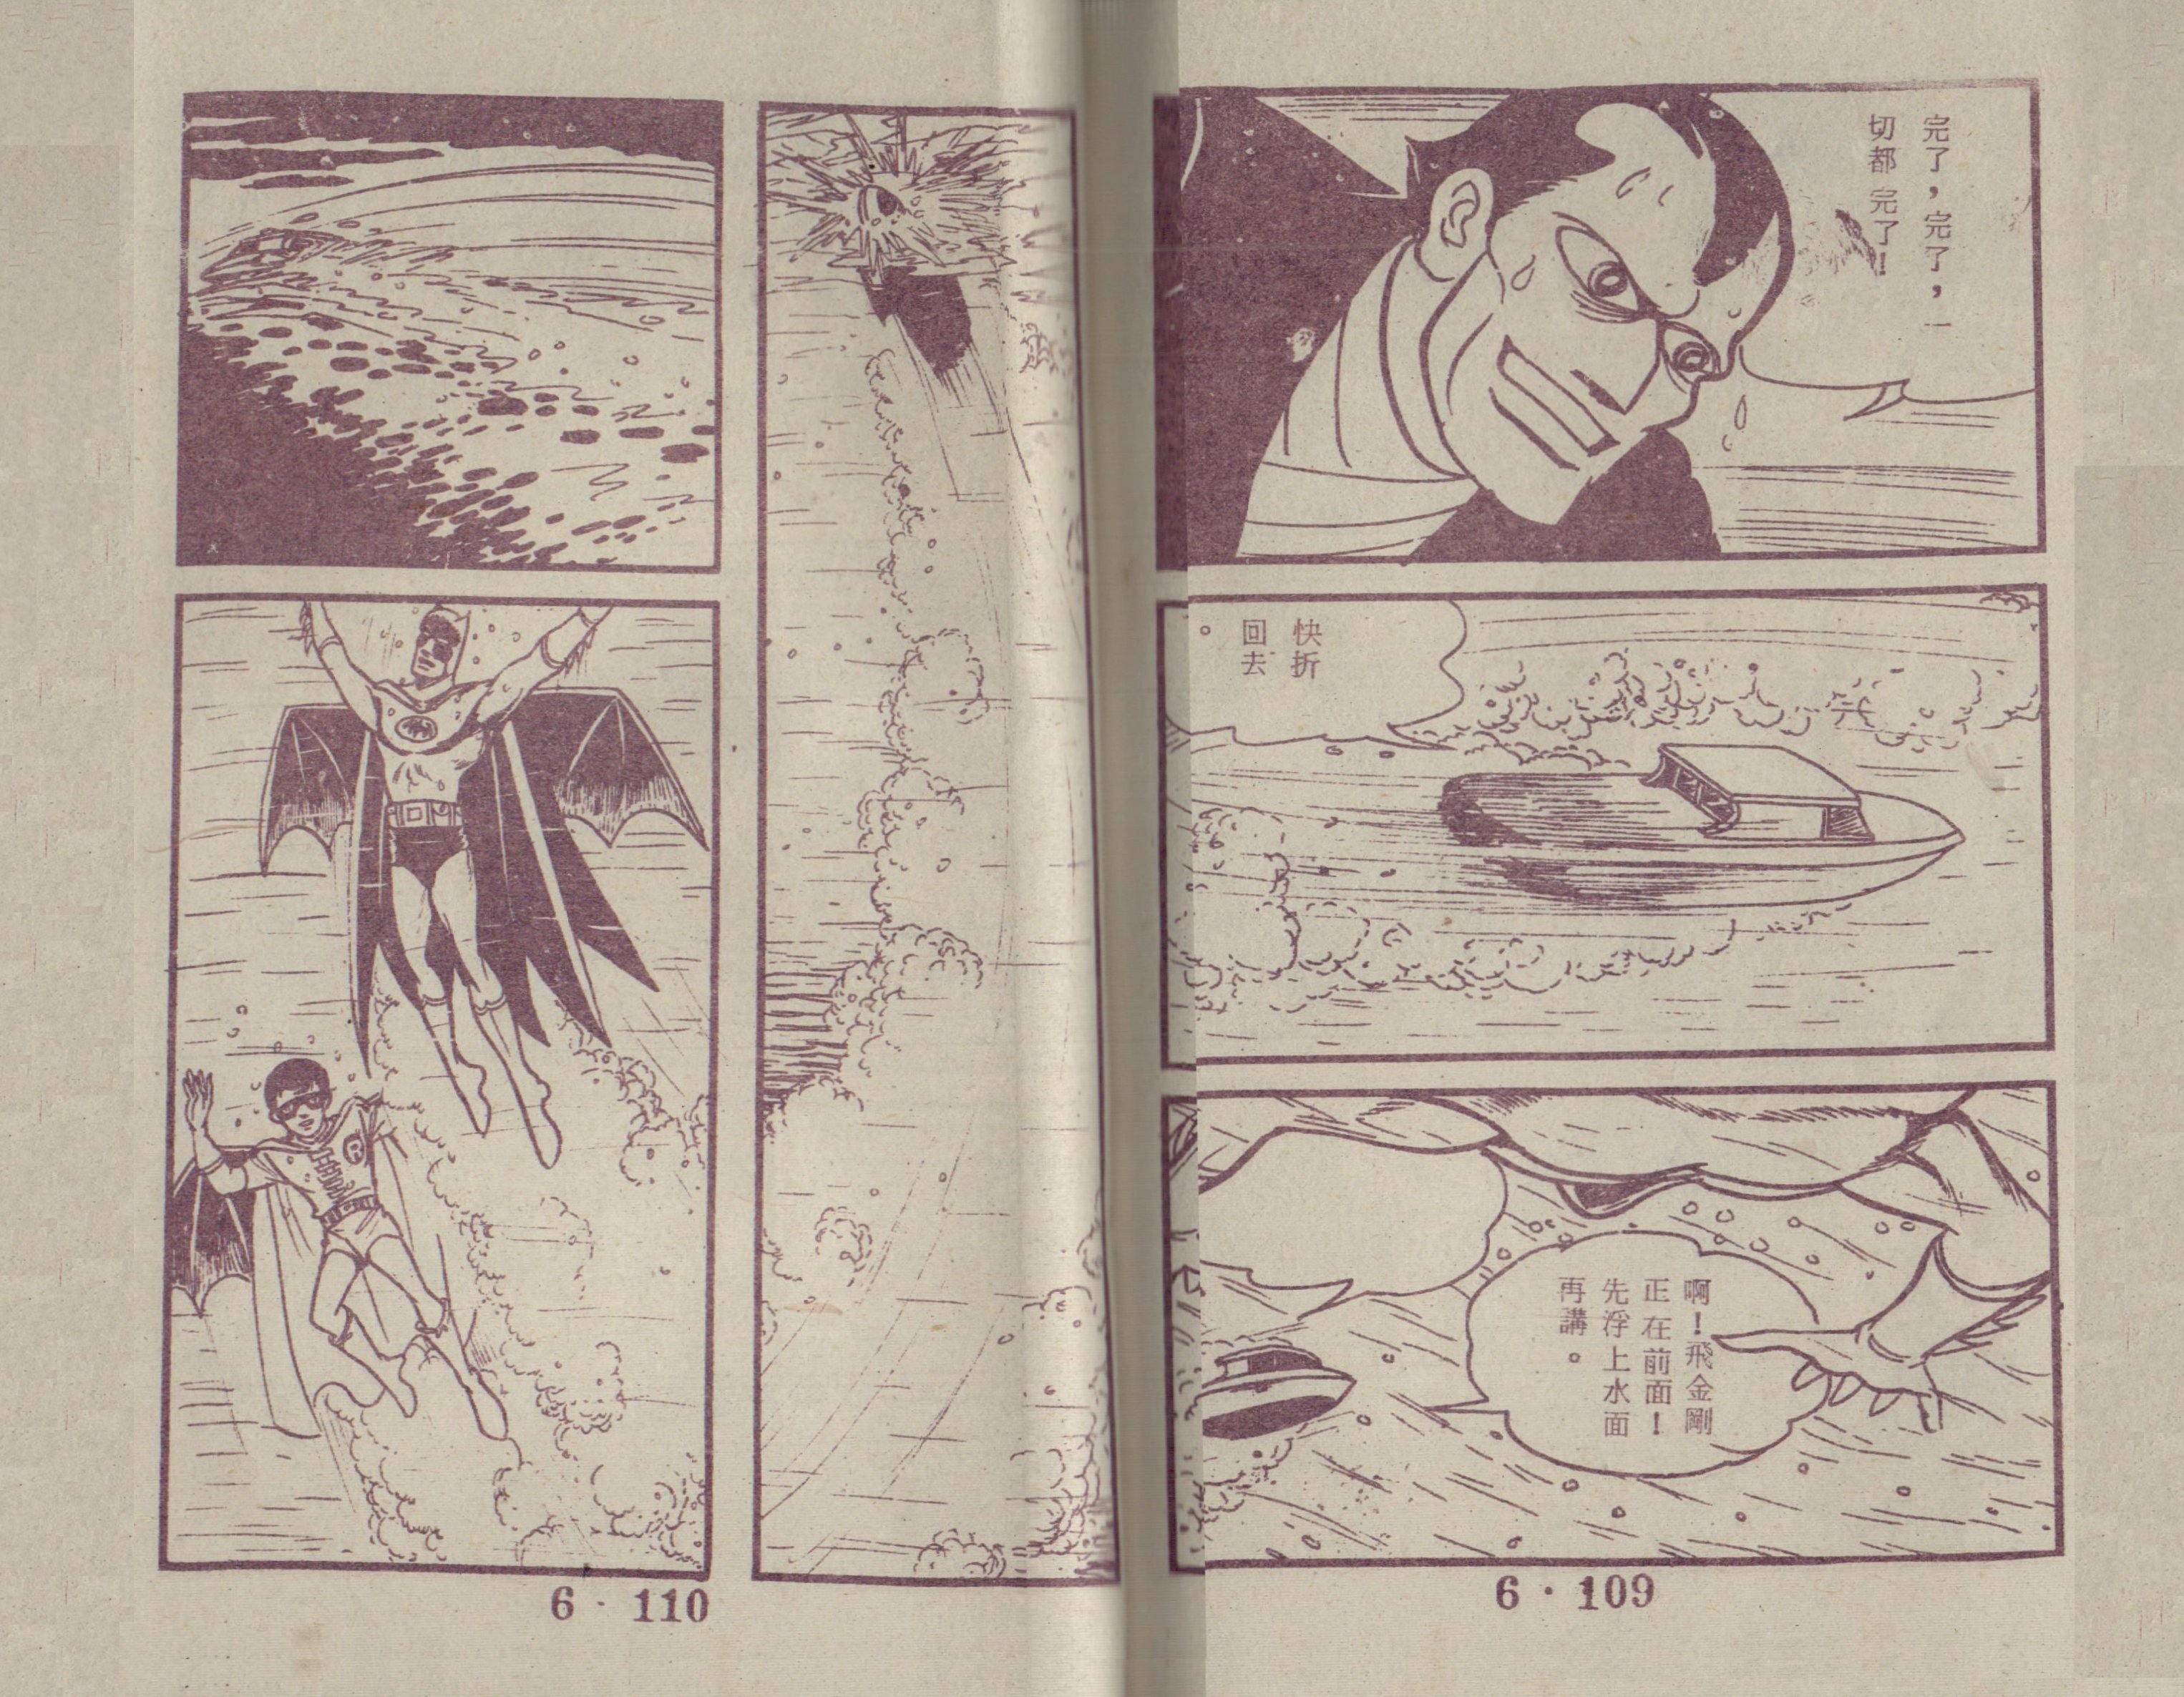 完了，完了，一
切都完了！
快折
回去
。
啊！飛金剛
正在前面！
先浮上水面
再講。
R
6·109
6·110